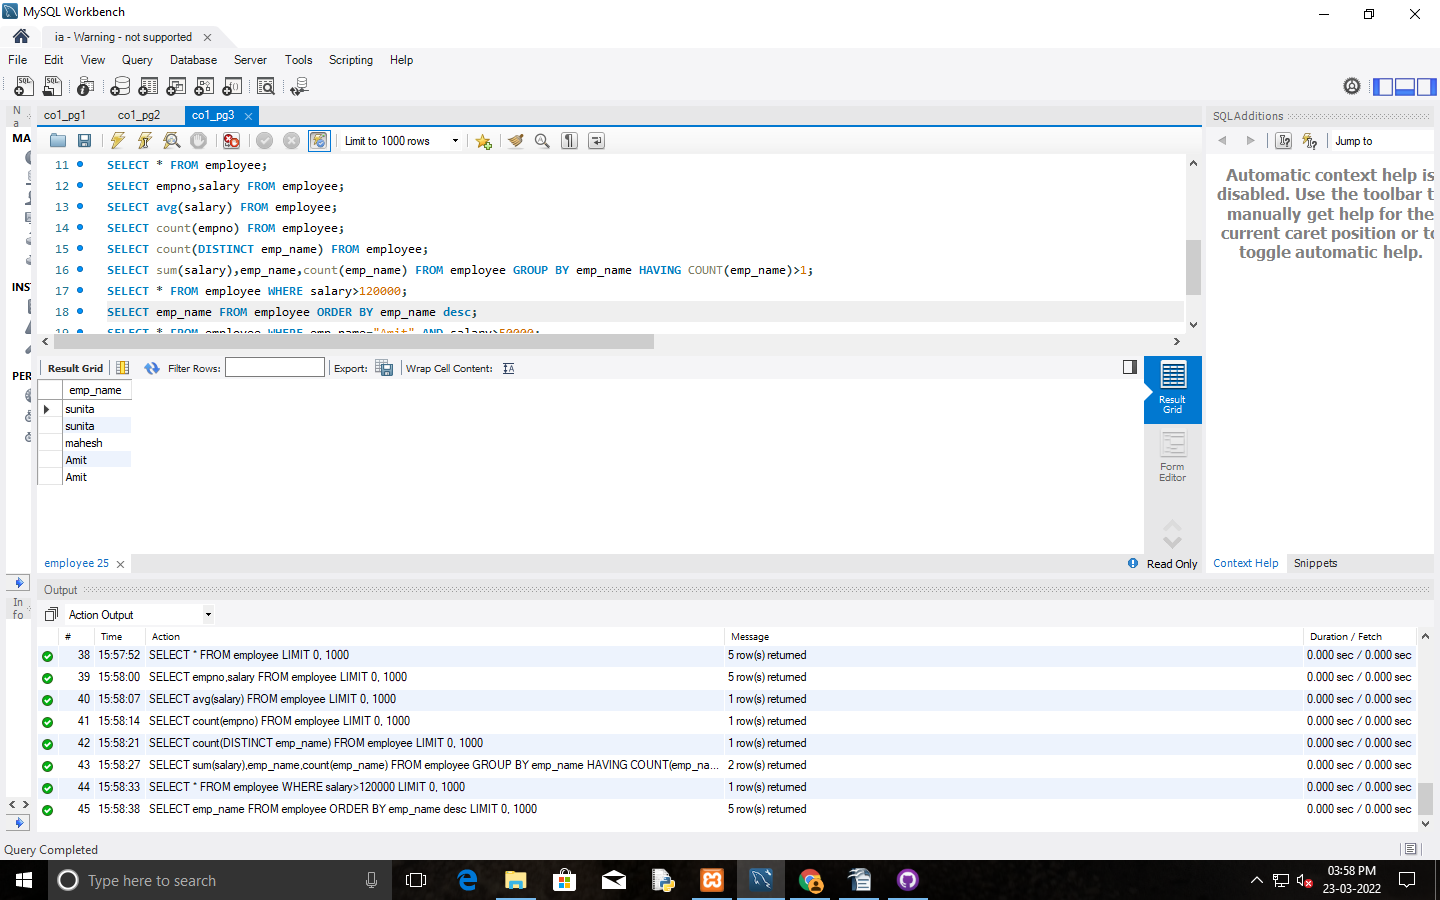 MySQL Workbench
ia - Warning - not supported
File Edit View Query Database Server Tools Scripting Help
Na
co1_pg1 co1_pg2 co1_pg3
SQLAdditions
MA
Limit to 1000 rows
Jump to
11 SELECT * FROM employee;
12 SELECT empno,salary FROM employee;
13 SELECT avg(salary) FROM employee;
14 SELECT count(empno) FROM employee;
15 SELECT count(DISTINCT emp_name) FROM employee;
16 SELECT sum(salary),emp_name,count(emp_name) FROM employee GROUP BY emp_name HAVING COUNT(emp_name)>1;
17 SELECT * FROM employee WHERE salary>120000;
18 SELECT emp_name FROM employee ORDER BY emp_name desc;
19 SELECT * FROM employee WHERE emp_name="Amit" AND salary>50000;
Automatic context help is
disabled. Use the toolbar t
manually get help for the
current caret position or to
toggle automatic help.
INS
PER
Result Grid Filter Rows: Export: Wrap Cell Content:
emp_name
sunita
sunita
mahesh
Amit
Amit
Result
Grid
Form
Editor
employee 25
Read Only
Context Help Snippets
In
fo
Output
Action Output
# Time Action Message Duration / Fetch
38 15:57:52 SELECT * FROM employee LIMIT 0, 1000 5 row(s) returned 0.000 sec / 0.000 sec
39 15:58:00 SELECT empno,salary FROM employee LIMIT 0, 1000 5 row(s) returned 0.000 sec / 0.000 sec
40 15:58:07 SELECT avg(salary) FROM employee LIMIT 0, 1000 1 row(s) returned 0.000 sec / 0.000 sec
41 15:58:14 SELECT count(empno) FROM employee LIMIT 0, 1000 1 row(s) returned 0.000 sec / 0.000 sec
42 15:58:21 SELECT count(DISTINCT emp_name) FROM employee LIMIT 0, 1000 1 row(s) returned 0.000 sec / 0.000 sec
43 15:58:27 SELECT sum(salary),emp_name,count(emp_name) FROM employee GROUP BY emp_name HAVING COUNT(emp_na... 2 row(s) returned 0.000 sec / 0.000 sec
44 15:58:33 SELECT * FROM employee WHERE salary>120000 LIMIT 0, 1000 1 row(s) returned 0.000 sec / 0.000 sec
45 15:58:38 SELECT emp_name FROM employee ORDER BY emp_name desc LIMIT 0, 1000 5 row(s) returned 0.000 sec / 0.000 sec
Query Completed
Type here to search
03:58 PM
23-03-2022